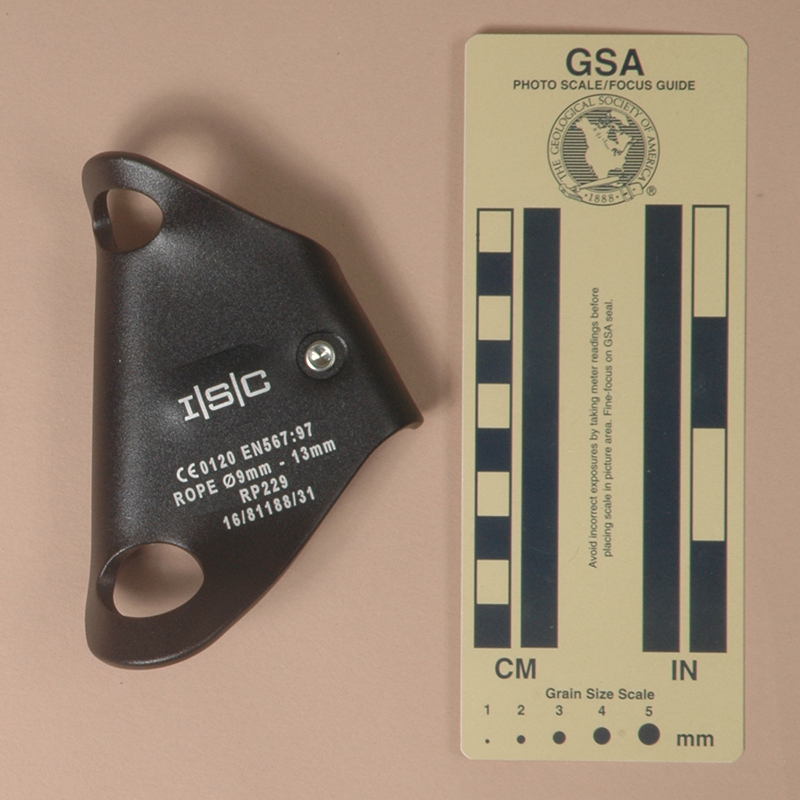 I|S|C
CE0120 EN567:97
ROPE Ø9mm - 13mm
RP229
16/81188/31
GSA
PHOTO SCALE/FOCUS GUIDE
THE GEOLOGICAL SOCIETY OF AMERICA
·1888·
®
Avoid incorrect exposures by taking meter readings before
placing scale in picture area. Fine-focus on GSA seal.
CM
IN
Grain Size Scale
1 2 3 4 5
mm